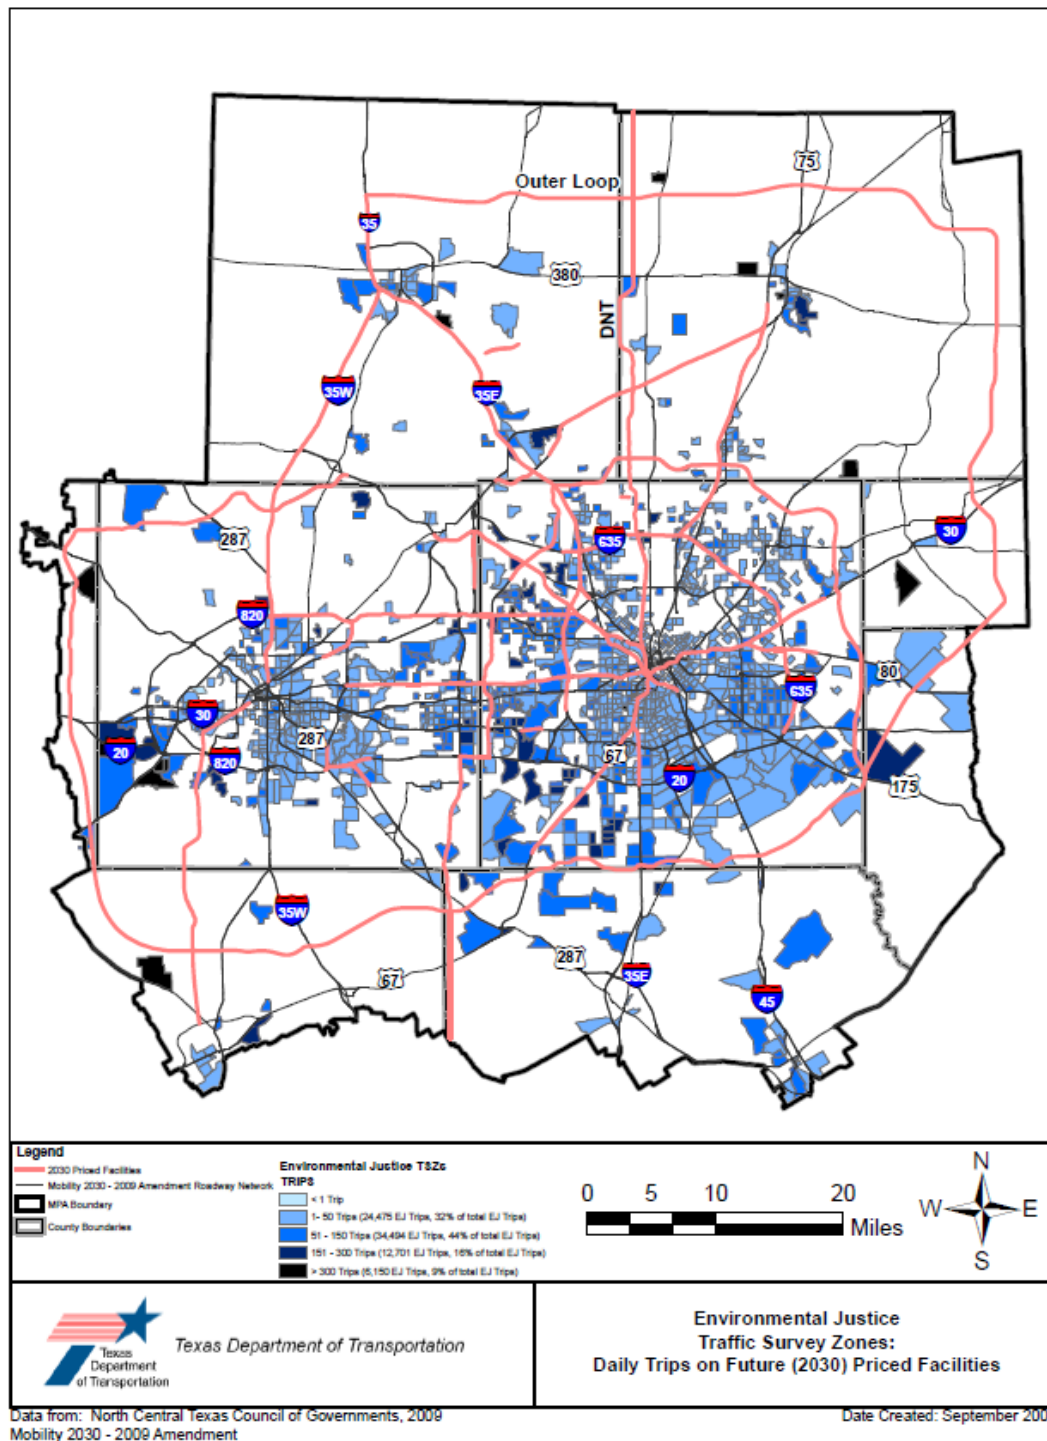 75
Outer Loop
35
380
DNT
35W
35E
30
287
635
820
80
635
30
287
67
20
20
820
175
35W
287
67
35E
45
Legend
2030 Priced Facilities
Mobility 2030 - 2009 Amendment Roadway Network
MPA Boundary
County Boundaries
Environmental Justice TSZs
TRIPS
< 1 Trip
1- 50 Trips (24,475 EJ Trips, 32% of total EJ Trips)
51 - 150 Trips (34,494 EJ Trips, 44% of total EJ Trips)
151 - 300 Trips (12,701 EJ Trips, 16% of total EJ Trips)
> 300 Trips (6,150 EJ Trips, 9% of total EJ Trips)
0 5 10 20
Miles
N
W E
S
Texas
Department
of Transportation
Texas Department of Transportation
Environmental Justice
Traffic Survey Zones:
Daily Trips on Future (2030) Priced Facilities
Data from: North Central Texas Council of Governments, 2009
Mobility 2030 - 2009 Amendment
Date Created: September 200